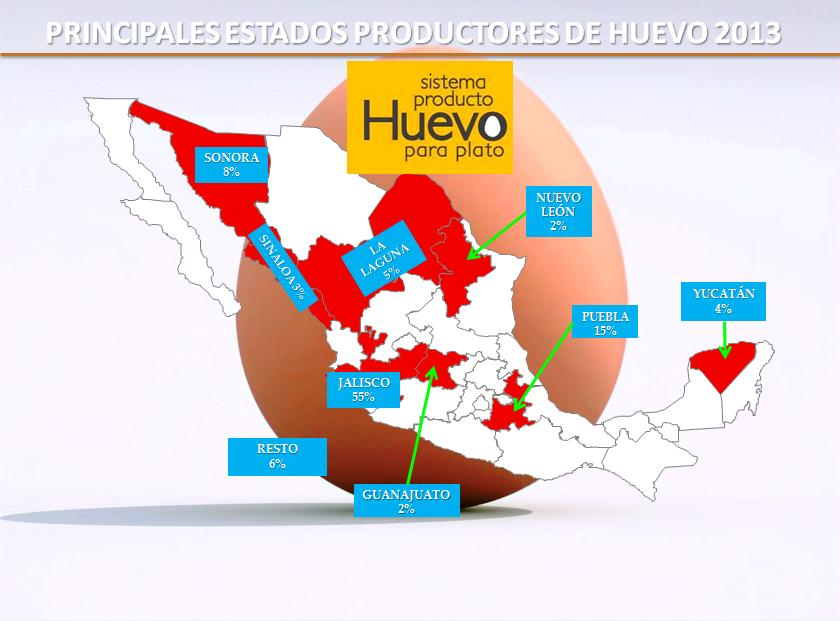 PRINCIPALES ESTADOS PRODUCTORES DE HUEVO 2013
sistema
producto
Huevo
para plato
SONORA
8%
NUEVO
LEÓN
2%
SINALOA 3%
LA
LAGUNA
5%
YUCATÁN
4%
PUEBLA
15%
JALISCO
55%
RESTO
6%
GUANAJUATO
2%